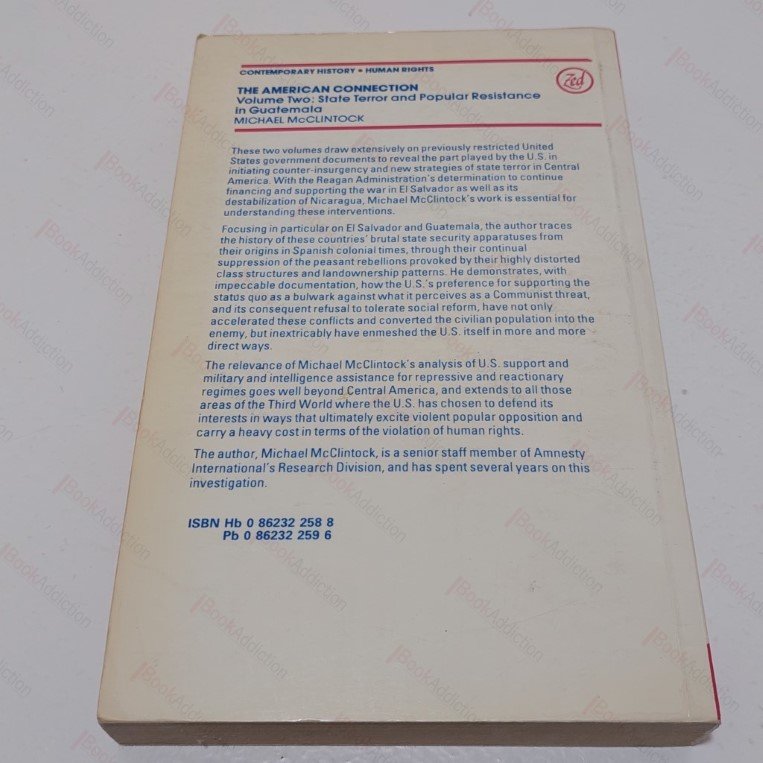 CONTEMPORARY HISTORY • HUMAN RIGHTS
Zed
THE AMERICAN CONNECTION
Volume Two: State Terror and Popular Resistance
in Guatemala
MICHAEL McCLINTOCK
These two volumes draw extensively on previously restricted United
States government documents to reveal the part played by the U.S. in
initiating counter-insurgency and new strategies of state terror in Central
America. With the Reagan Administration's determination to continue
financing and supporting the war in El Salvador as well as its
destabilization of Nicaragua, Michael McClintock's work is essential for
understanding these interventions.
Focusing in particular on El Salvador and Guatemala, the author traces
the history of these countries' brutal state security apparatuses from
their origins in Spanish colonial times, through their continual
suppression of the peasant rebellions provoked by their highly distorted
class structures and landownership patterns. He demonstrates, with
impeccable documentation, how the U.S.'s preference for supporting the
status quo as a bulwark against what it perceives as a Communist threat,
and its consequent refusal to tolerate social reform, have not only
accelerated these conflicts and converted the civilian population into the
enemy, but inextricably have enmeshed the U.S. itself in more and more
direct ways.
The relevance of Michael McClintock's analysis of U.S. support and
military and intelligence assistance for repressive and reactionary
regimes goes well beyond Central America, and extends to all those
areas of the Third World where the U.S. has chosen to defend its
interests in ways that ultimately excite violent popular opposition and
carry a heavy cost in terms of the violation of human rights.
The author, Michael McClintock, is a senior staff member of Amnesty
International's Research Division, and has spent several years on this
investigation.
ISBN Hb 0 86232 258 8
Pb 0 86232 259 6
BookAddiction